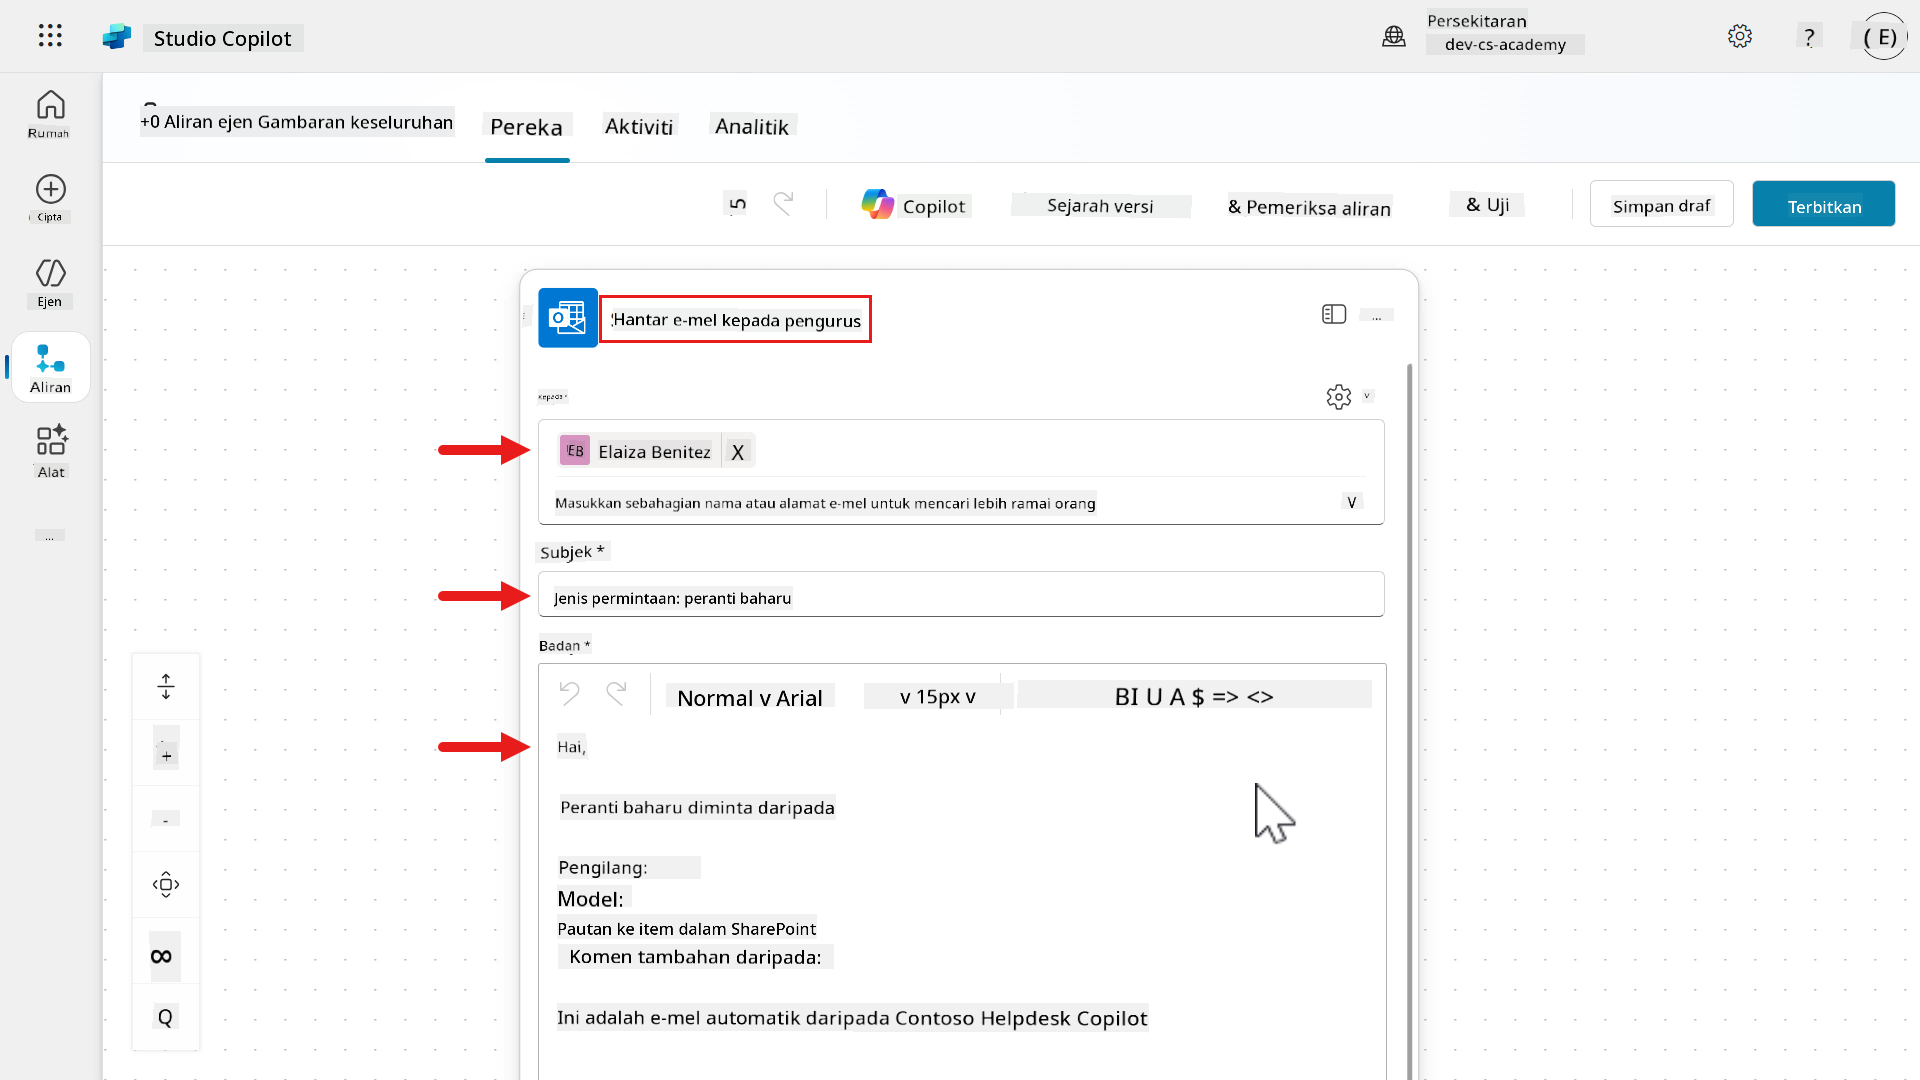 Studio Copilot
Persekitaran
dev-cs-academy
?
( E)
Rumah
Cipta
Ejen
Aliran
Alat
...
+0 Aliran ejen Gambaran keseluruhan
Pereka
Aktiviti
Analitik
Copilot
Sejarah versi
& Pemeriksa aliran
& Uji
Simpan draf
Terbitkan
Hantar e-mel kepada pengurus
...
Kepada *
v
EB
Elaiza Benitez
X
Masukkan sebahagian nama atau alamat e-mel untuk mencari lebih ramai orang
V
Subjek *
Jenis permintaan: peranti baharu
Badan *
Normal v Arial
v 15px v
BI U A $ => <>
Hai,
Peranti baharu diminta daripada
Pengilang:
Model:
Pautan ke item dalam SharePoint
Komen tambahan daripada:
Ini adalah e-mel automatik daripada Contoso Helpdesk Copilot
+
-
∞
Q